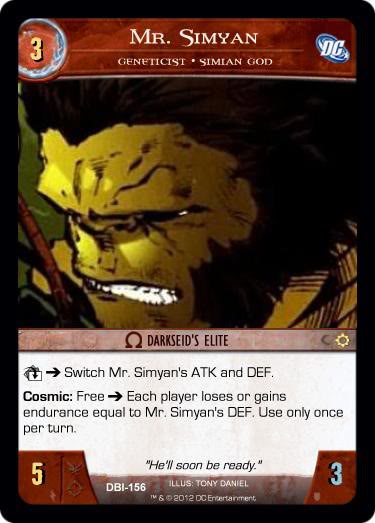 3
MR. SIMYAN
DC
GENETICIST • SIMIAN GOD
Ω DARKSEID'S ELITE
➔ Switch Mr. Simyan's ATK and DEF.
Cosmic: Free ➔ Each player loses or gains
endurance equal to Mr. Simyan's DEF. Use only once
per turn.
"He'll soon be ready."
5
DBI-156
ILLUS: TONY DANIEL
3
™ & © 2012 DC Entertainment